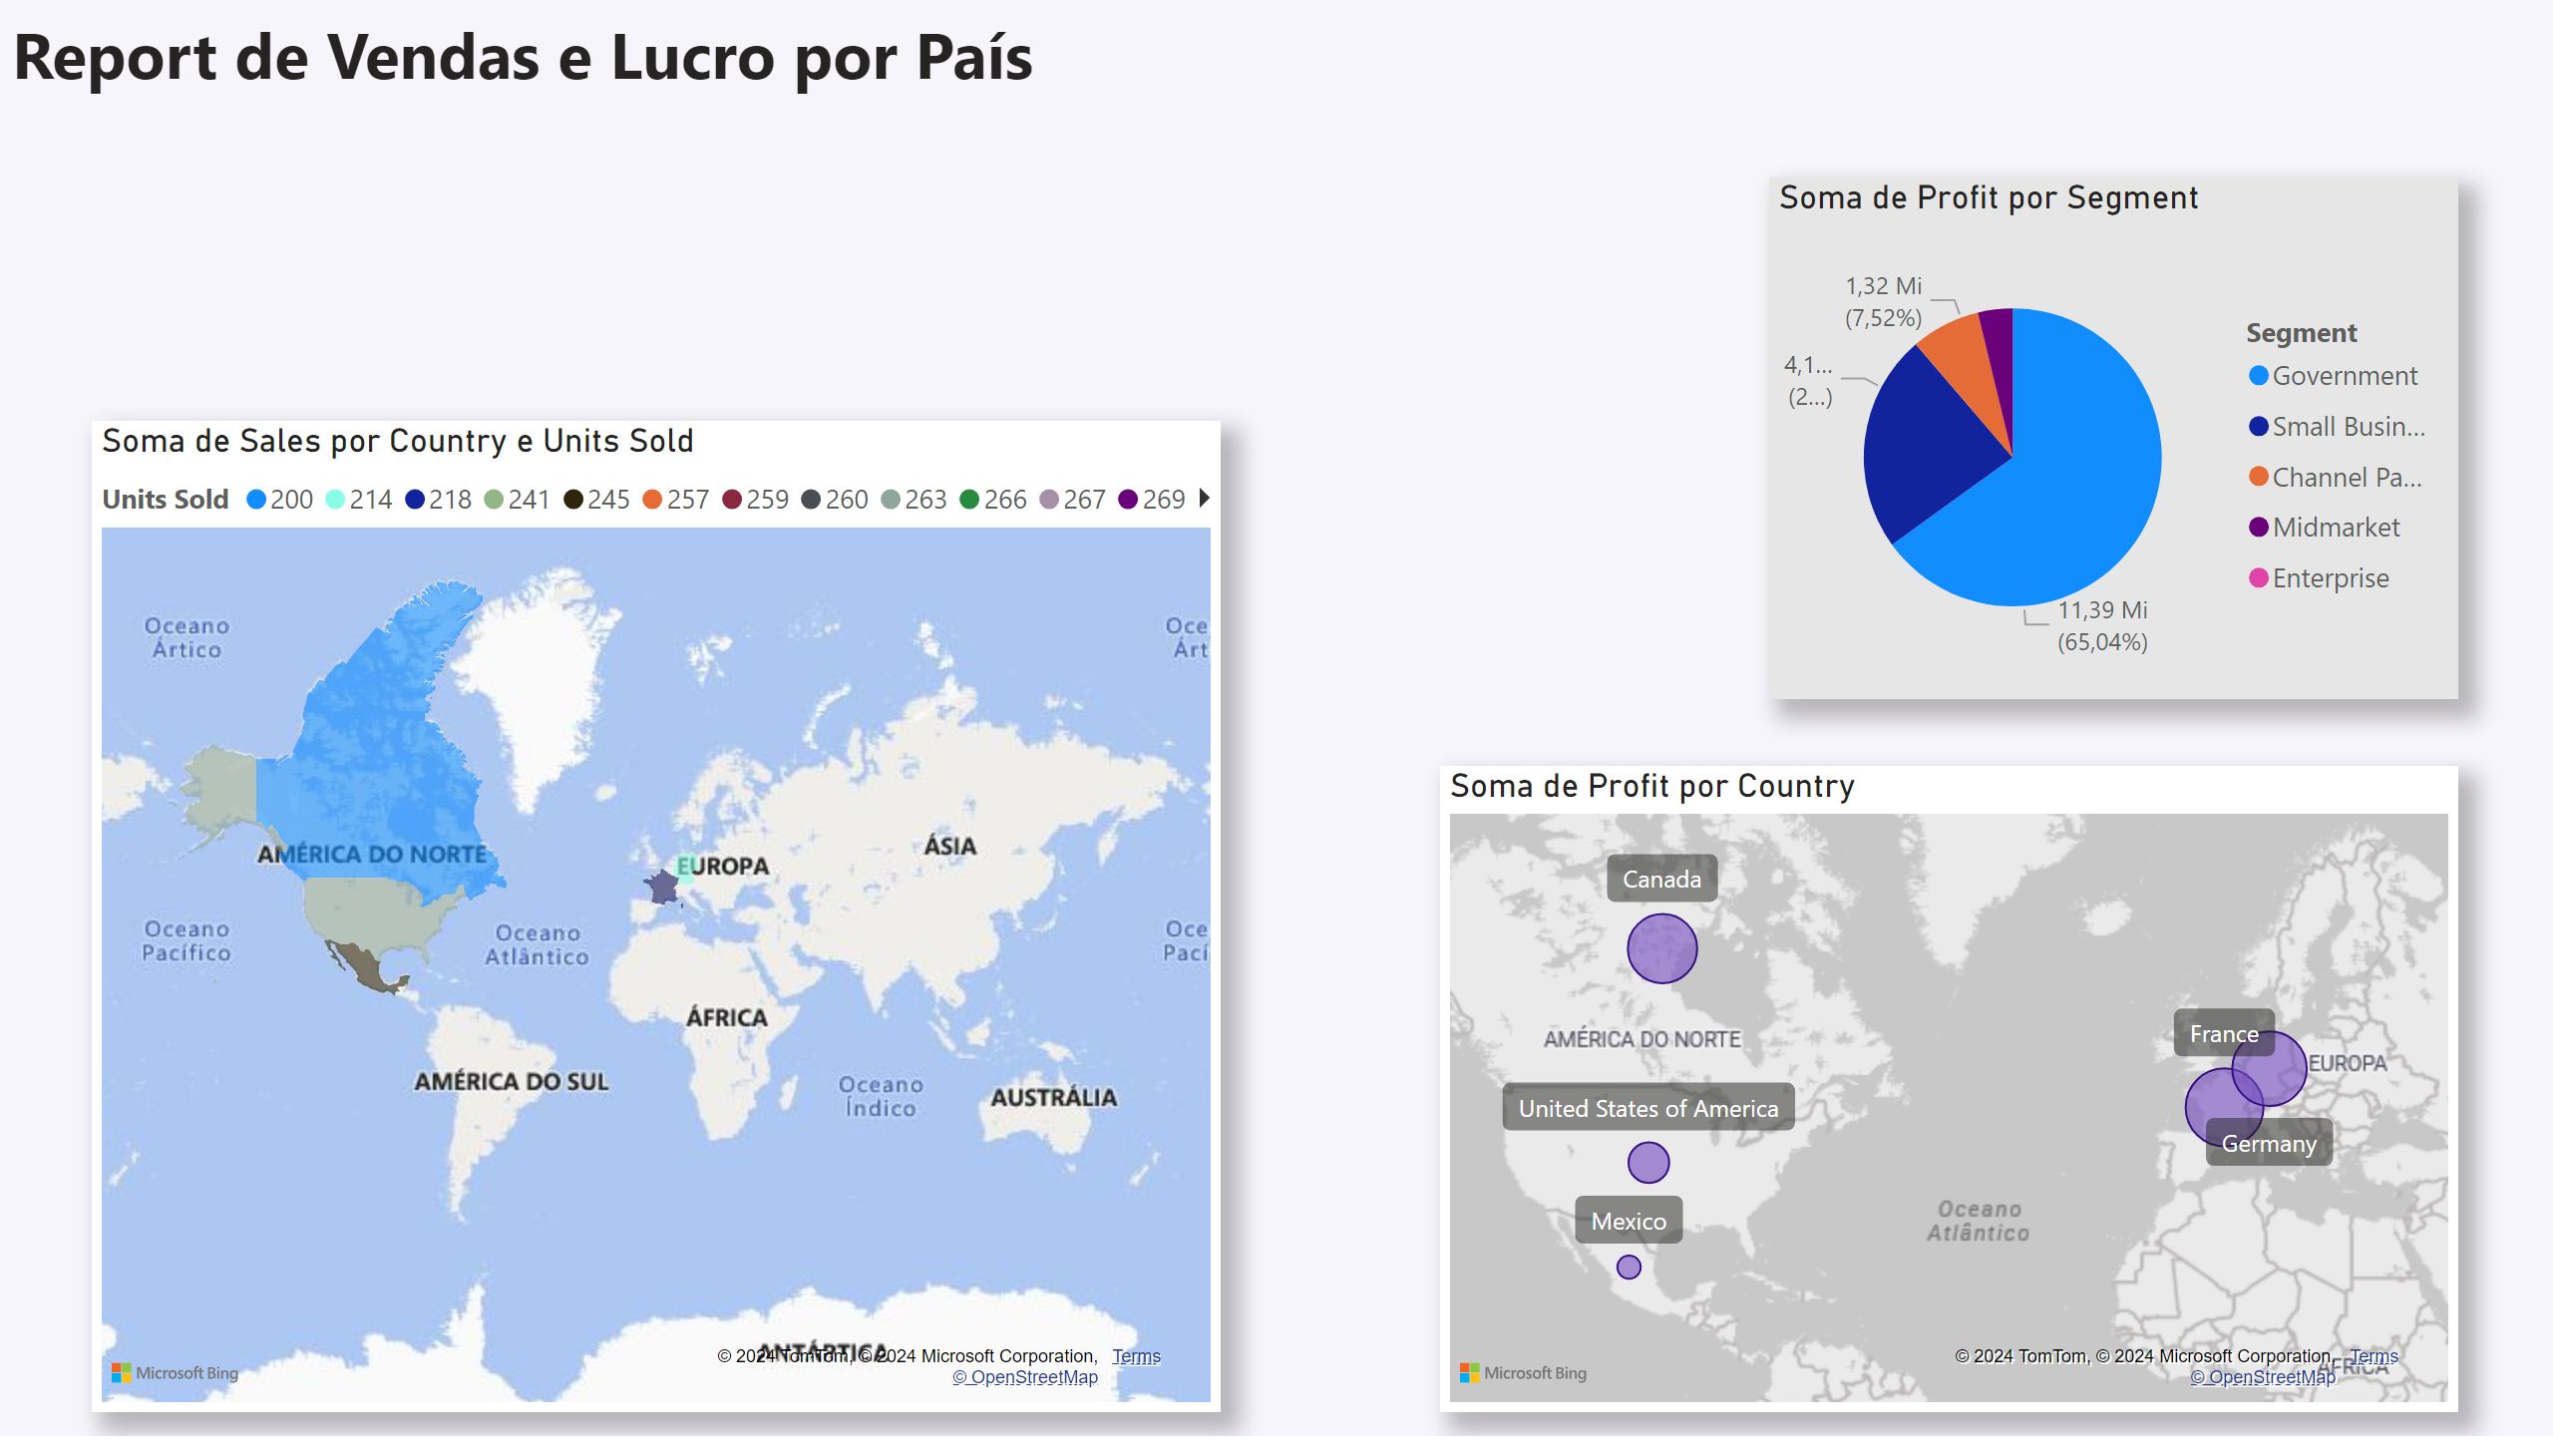 Report de Vendas e Lucro por País
Soma de Profit por Segment
1,32 Mi
(7,52%)
4,1...
(2...)
11,39 Mi
(65,04%)
Segment
Government
Small Busin...
Channel Pa...
Midmarket
Enterprise
Soma de Sales por Country e Units Sold
Units Sold 200 214 218 241 245 257 259 260 263 266 267 269
Oceano
Ártico
Oce
Árt
AMÉRICA DO NORTE
EUROPA
ÁSIA
Oceano
Pacífico
Oceano
Atlântico
Oce
Pací
ÁFRICA
AMÉRICA DO SUL
Oceano
Índico
AUSTRÁLIA
ANTÁRTICA
Microsoft Bing
© 2024 TomTom, © 2024 Microsoft Corporation, Terms
© OpenStreetMap
Soma de Profit por Country
Canada
AMÉRICA DO NORTE
France
EUROPA
United States of America
Germany
Mexico
Oceano
Atlântico
ÁFRICA
Microsoft Bing
© 2024 TomTom, © 2024 Microsoft Corporation, Terms
© OpenStreetMap